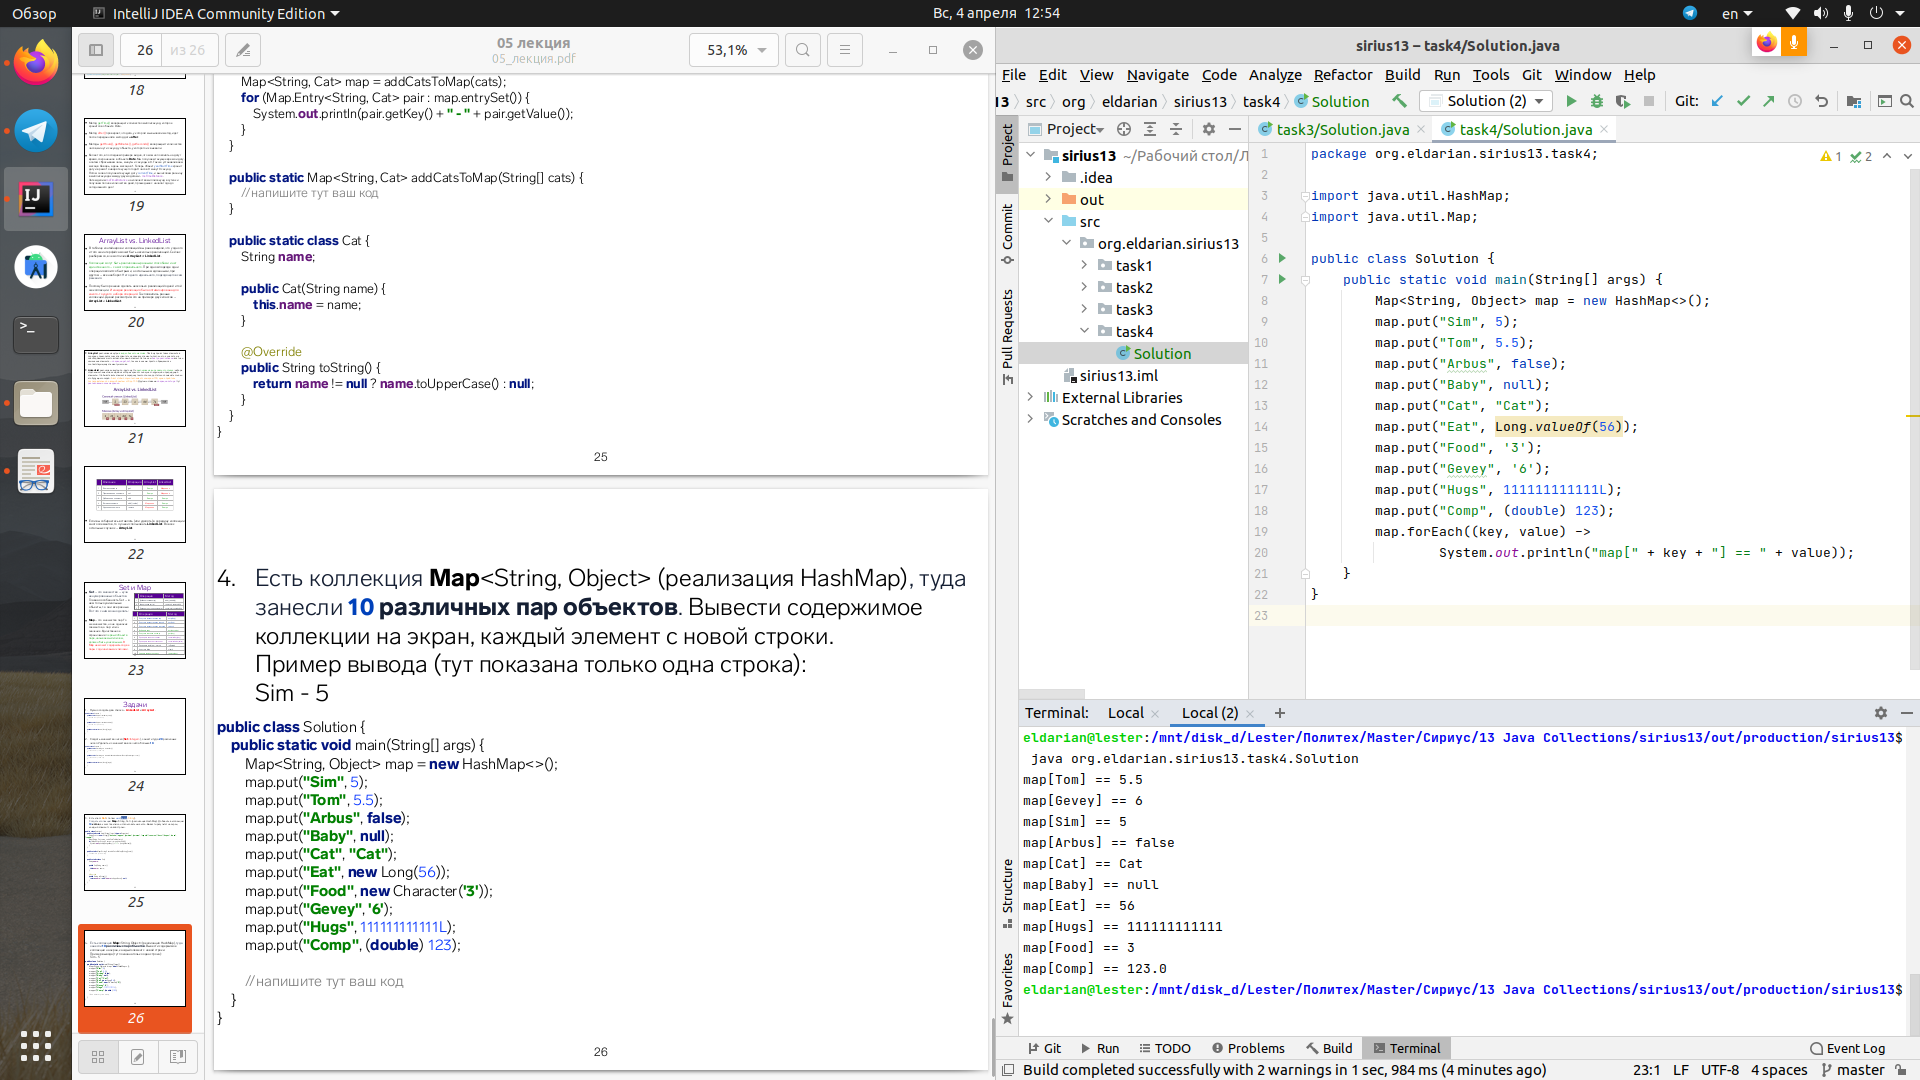 Обзор
IntelliJ IDEA Community Edition
Вс, 4 апреля 12:54
en
26
из 26
05 лекция
05_лекция.pdf
53,1%
18
19
ArrayList vs. LinkedList
20
21
22
Set и Map
23
Задачи
24
25
26
Map<String, Cat> map = addCatsToMap(cats);
for (Map.Entry<String, Cat> pair : map.entrySet()) {
System.out.println(pair.getKey() + " - " + pair.getValue());
}
}
public static Map<String, Cat> addCatsToMap(String[] cats) {
//напишите тут ваш код
}
public static class Cat {
String name;
public Cat(String name) {
this.name = name;
}
@Override
public String toString() {
return name != null ? name.toUpperCase() : null;
}
}
}
25
4. Есть коллекция Map<String, Object> (реализация HashMap), туда
занесли 10 различных пар объектов. Вывести содержимое
коллекции на экран, каждый элемент с новой строки.
Пример вывода (тут показана только одна строка):
Sim - 5
public class Solution {
public static void main(String[] args) {
Map<String, Object> map = new HashMap<>();
map.put("Sim", 5);
map.put("Tom", 5.5);
map.put("Arbus", false);
map.put("Baby", null);
map.put("Cat", "Cat");
map.put("Eat", new Long(56));
map.put("Food", new Character('3'));
map.put("Gevey", '6');
map.put("Hugs", 111111111111L);
map.put("Comp", (double) 123);
//напишите тут ваш код
}
}
26
sirius13 – task4/Solution.java
File Edit View Navigate Code Analyze Refactor Build Run Tools Git Window Help
13 src org eldarian sirius13 task4 Solution
Solution (2)
Git:
Project
task3/Solution.java
task4/Solution.java
sirius13 ~/Рабочий стол/Л
.idea
out
src
org.eldarian.sirius13
task1
task2
task3
task4
Solution
sirius13.iml
External Libraries
Scratches and Consoles
Project
Commit
Pull Requests
Structure
Favorites
1 2
1 package org.eldarian.sirius13.task4;
2
3 import java.util.HashMap;
4 import java.util.Map;
5
6 public class Solution {
7 public static void main(String[] args) {
8 Map<String, Object> map = new HashMap<>();
9 map.put("Sim", 5);
10 map.put("Tom", 5.5);
11 map.put("Arbus", false);
12 map.put("Baby", null);
13 map.put("Cat", "Cat");
14 map.put("Eat", Long.valueOf(56));
15 map.put("Food", '3');
16 map.put("Gevey", '6');
17 map.put("Hugs", 111111111111L);
18 map.put("Comp", (double) 123);
19 map.forEach((key, value) ->
20 System.out.println("map[" + key + "] == " + value));
21 }
22 }
23
Terminal: Local Local (2)
eldarian@lester:/mnt/disk_d/Lester/Политех/Master/Сириус/13 Java Collections/sirius13/out/production/sirius13$
java org.eldarian.sirius13.task4.Solution
map[Tom] == 5.5
map[Gevey] == 6
map[Sim] == 5
map[Arbus] == false
map[Cat] == Cat
map[Baby] == null
map[Eat] == 56
map[Hugs] == 111111111111
map[Food] == 3
map[Comp] == 123.0
eldarian@lester:/mnt/disk_d/Lester/Политех/Master/Сириус/13 Java Collections/sirius13/out/production/sirius13$
Git Run TODO Problems Build Terminal Event Log
Build completed successfully with 2 warnings in 1 sec, 984 ms (4 minutes ago)
23:1 LF UTF-8 4 spaces master